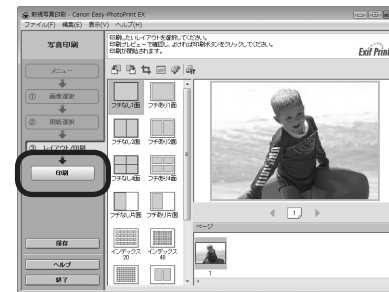 新規写真印刷 - Canon Easy-PhotoPrint EX
ファイル(F) 編集(E) 表示(V) ヘルプ(H)
写真印刷
印刷したいレイアウトを選択してください。
印刷プレビューで確認し、よければ印刷ボタンをクリックしてください。
印刷が開始されます。
Exif Print
メニュー
① 画像選択
② 用紙選択
③ レイアウト/印刷
印刷
保存
ヘルプ
終了
フチなし1面
フチあり1面
フチなし2面
フチあり2面
フチなし4面
フチあり4面
フチなし片面
フチあり片面
インデックス
20
インデックス
48
1
ページ
1